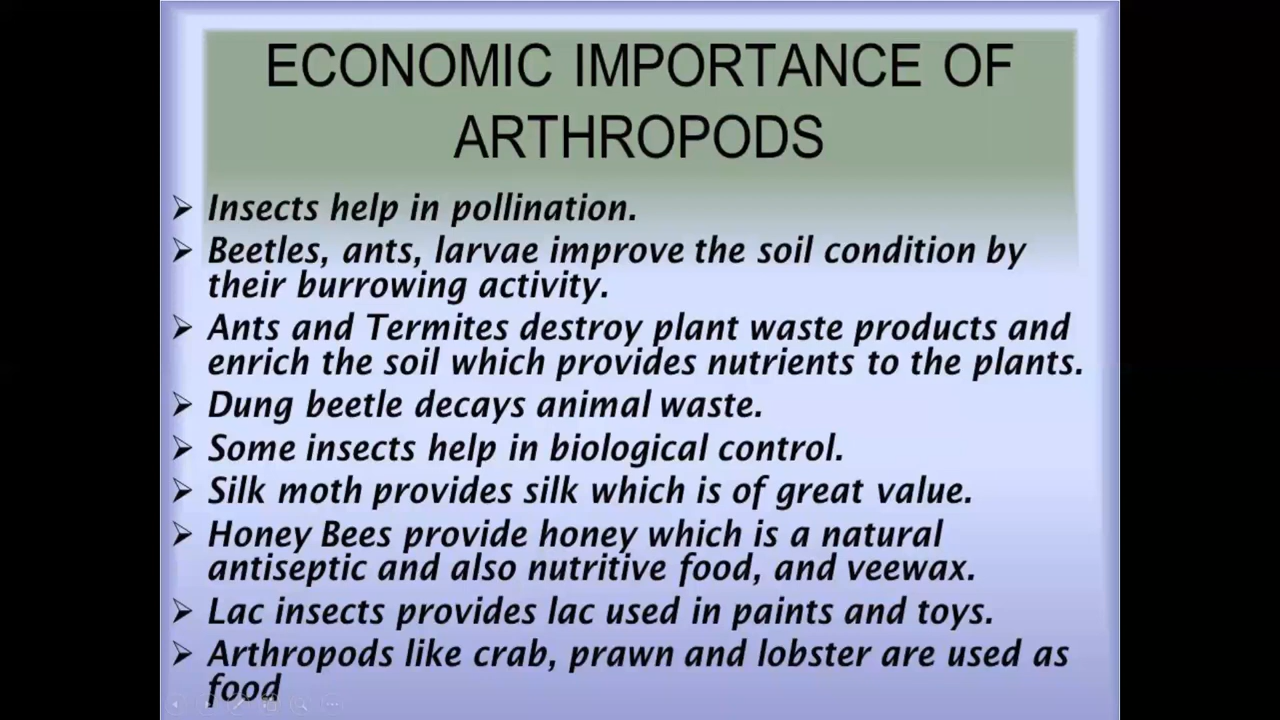 ECONOMIC IMPORTANCE OF
ARTHROPODS
➢ Insects help in pollination.
➢ Beetles, ants, larvae improve the soil condition by
their burrowing activity.
➢ Ants and Termites destroy plant waste products and
enrich the soil which provides nutrients to the plants.
➢ Dung beetle decays animal waste.
➢ Some insects help in biological control.
➢ Silk moth provides silk which is of great value.
➢ Honey Bees provide honey which is a natural
antiseptic and also nutritive food, and veewax.
➢ Lac insects provides lac used in paints and toys.
➢ Arthropods like crab, prawn and lobster are used as
food